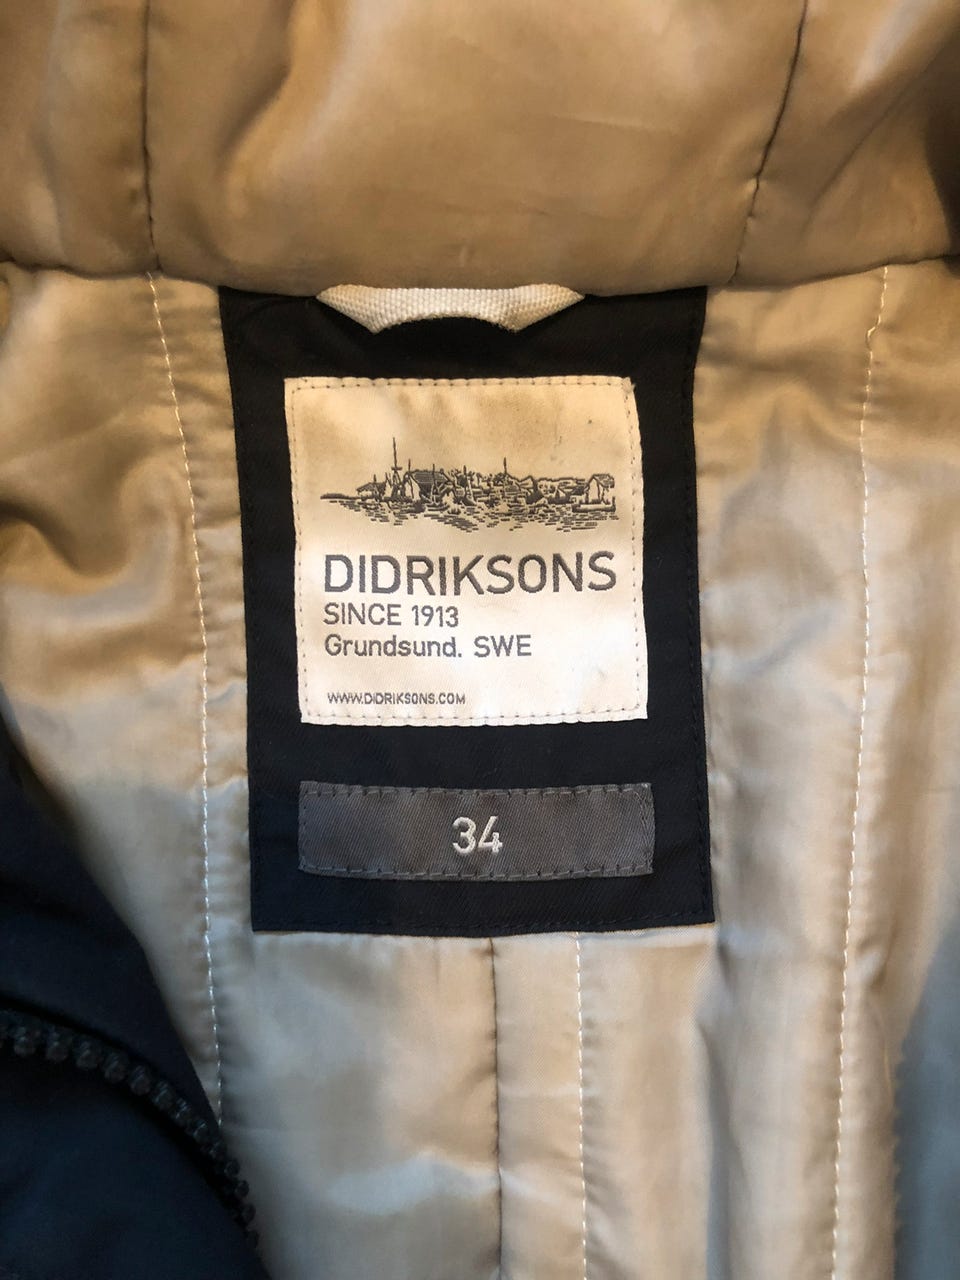 DIDRIKSONS
SINCE 1913
Grundsund. SWE
WWW.DIDRIKSONS.COM
34